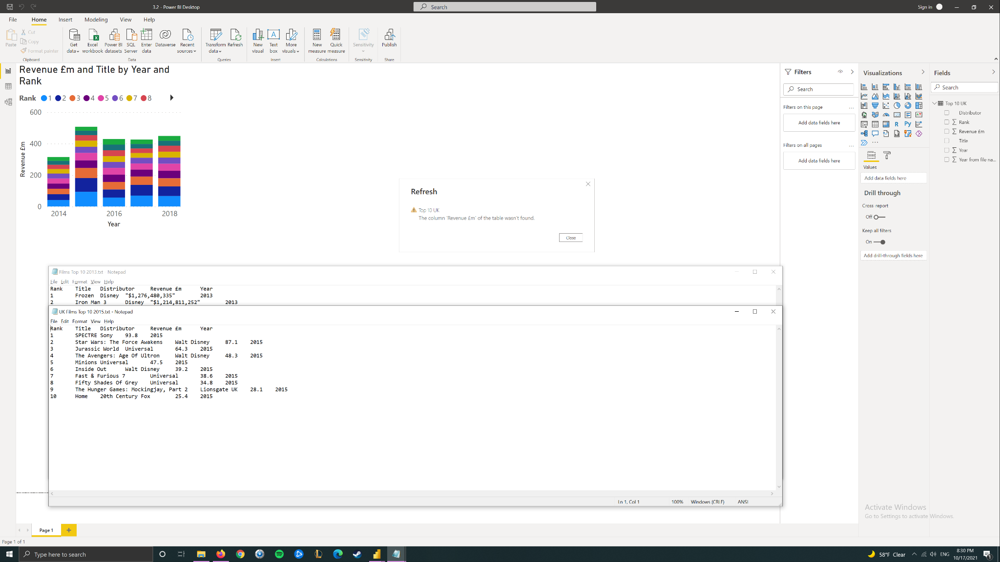 3.2 - Power BI Desktop
Search
Sign in
File Home Insert Modeling View Help
Paste
Cut
Copy
Format painter
Clipboard
Get data
Excel workbook
Power BI datasets
SQL Server
Enter data
Dataverse
Recent sources
Data
Transform data
Refresh
Queries
New visual
Text box
More visuals
Insert
New measure
Quick measure
Calculations
Sensitivity
Sensitivity
Publish
Share
Revenue £m and Title by Year and
Rank
Rank 1 2 3 4 5 6 7 8
600
400
200
0
Revenue £m
2014 2016 2018
Year
Refresh
Top 10 UK
The column 'Revenue £m' of the table wasn't found.
Close
Filters
Search
Filters on this page ...
Add data fields here
Filters on all pages ...
Add data fields here
Visualizations
R Py
Values
Add data fields here
Drill through
Cross report
Off
Keep all filters
On
Add drill-through fields here
Fields
Search
Top 10 UK
Distributor
Rank
Revenue £m
Title
Year
Year from file na...
Films Top 10 2013.txt - Notepad
File Edit Format View Help
Rank Title Distributor Revenue £m Year
1 Frozen Disney "$1,276,480,335" 2013
2 Iron Man 3 Disney "$1,214,811,252" 2013
UK Films Top 10 2015.txt - Notepad
File Edit Format View Help
Rank Title Distributor Revenue £m Year
1 SPECTRE Sony 93.8 2015
2 Star Wars: The Force Awakens Walt Disney 87.1 2015
3 Jurassic World Universal 64.3 2015
4 The Avengers: Age Of Ultron Walt Disney 48.3 2015
5 Minions Universal 47.5 2015
6 Inside Out Walt Disney 39.2 2015
7 Fast & Furious 7 Universal 38.6 2015
8 Fifty Shades Of Grey Universal 34.8 2015
9 The Hunger Games: Mockingjay, Part 2 Lionsgate UK 28.1 2015
10 Home 20th Century Fox 25.4 2015
Ln 1, Col 1 100% Windows (CRLF) ANSI
Activate Windows
Go to Settings to activate Windows.
Page 1
Page 1 of 1
Type here to search
58°F Clear
ENG
8:30 PM
10/17/2021
1